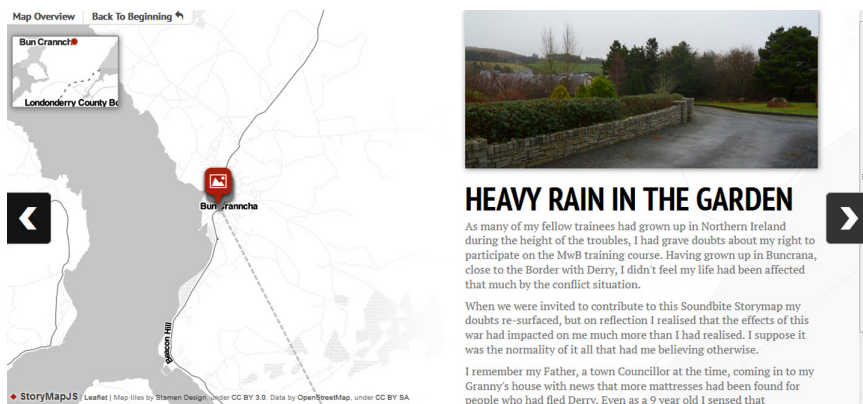 Map Overview Back To Beginning
Bun Crannch
Londonderry County Bo
Bun Cranncha
Beacon Hill
StoryMapJS | Leaflet | Map tiles by Stamen Design, under CC BY 3.0. Data by OpenStreetMap, under CC BY SA.
HEAVY RAIN IN THE GARDEN
As many of my fellow trainees had grown up in Northern Ireland
during the height of the troubles, I had grave doubts about my right to
participate on the MwB training course. Having grown up in Buncrana,
close to the Border with Derry, I didn't feel my life had been affected
that much by the conflict situation.
When we were invited to contribute to this Soundbite Storymap my
doubts re-surfaced, but on reflection I realised that the effects of this
war had impacted on me much more than I had realised. I suppose it
was the normality of it all that had me believing otherwise.
I remember my Father, a town Councillor at the time, coming in to my
Granny's house with news that more mattresses had been found for
people who had fled Derry. Even as a 9 year old I sensed that